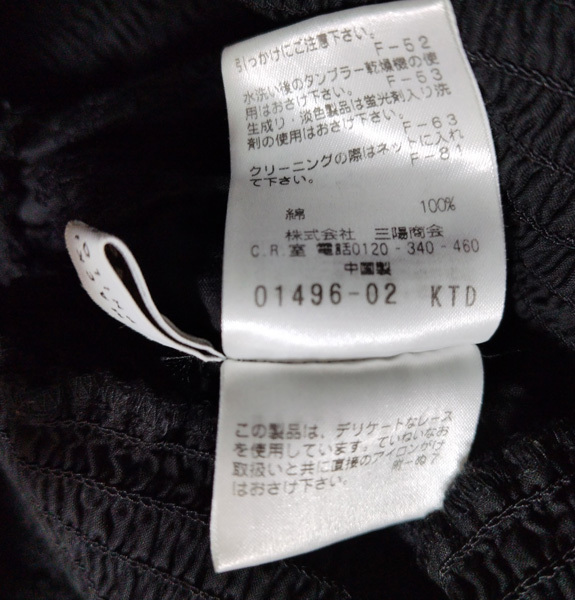 引っかけにご注意下さい。
F-52
水洗い後のタンブラー乾燥機の使
用はおさけ下さい。 F-53
生成り・淡色製品は蛍光剤入り洗
剤の使用はおさけ下さい。
F-63
クリーニングの際はネットに入れ
て下さい。 F-81
綿 100%
株式会社 三陽商会
C.R.室 電話0120-340-460
中国製
01496-02 KTD
この製品は、デリケートなレース
を使用しています。ていねいなお
取扱いと共に直接のアイロンがけ
はおさけ下さい。